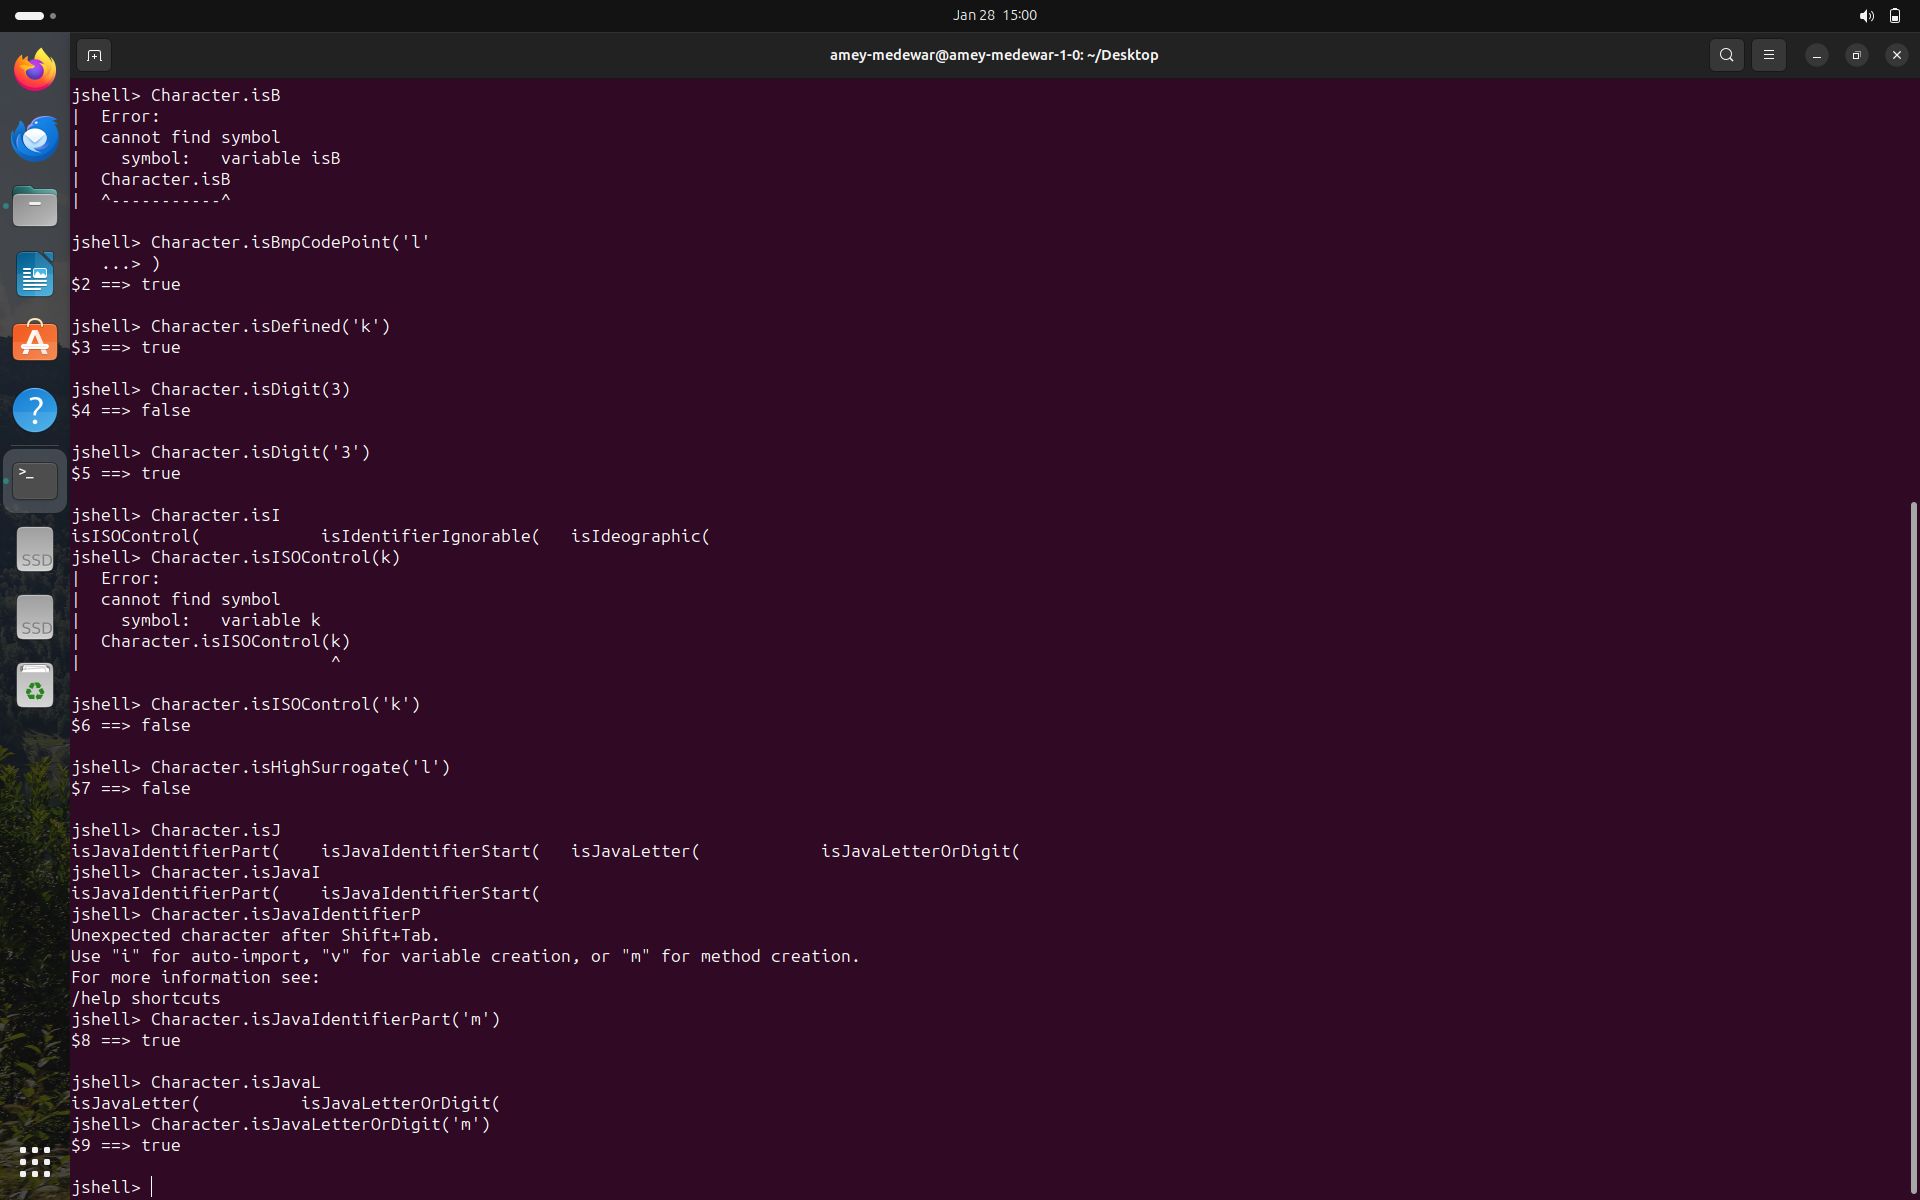 Jan 28  15:00
amey-medewar@amey-medewar-1-0: ~/Desktop
jshell> Character.isB
|  Error:
|  cannot find symbol
|    symbol:   variable isB
|  Character.isB
|  ^-----------^
jshell> Character.isBmpCodePoint('l'
   ...> )
$2 ==> true
jshell> Character.isDefined('k')
$3 ==> true
jshell> Character.isDigit(3)
$4 ==> false
jshell> Character.isDigit('3')
$5 ==> true
jshell> Character.isI
isISOControl(            isIdentifierIgnorable(   isIdeographic(
jshell> Character.isISOControl(k)
|  Error:
|  cannot find symbol
|    symbol:   variable k
|  Character.isISOControl(k)
|                         ^
jshell> Character.isISOControl('k')
$6 ==> false
jshell> Character.isHighSurrogate('l')
$7 ==> false
jshell> Character.isJ
isJavaIdentifierPart(    isJavaIdentifierStart(   isJavaLetter(            isJavaLetterOrDigit(
jshell> Character.isJavaI
isJavaIdentifierPart(    isJavaIdentifierStart(
jshell> Character.isJavaIdentifierP
Unexpected character after Shift+Tab.
Use "i" for auto-import, "v" for variable creation, or "m" for method creation.
For more information see:
/help shortcuts
jshell> Character.isJavaIdentifierPart('m')
$8 ==> true
jshell> Character.isJavaL
isJavaLetter(          isJavaLetterOrDigit(
jshell> Character.isJavaLetterOrDigit('m')
$9 ==> true
jshell>
SSD
SSD